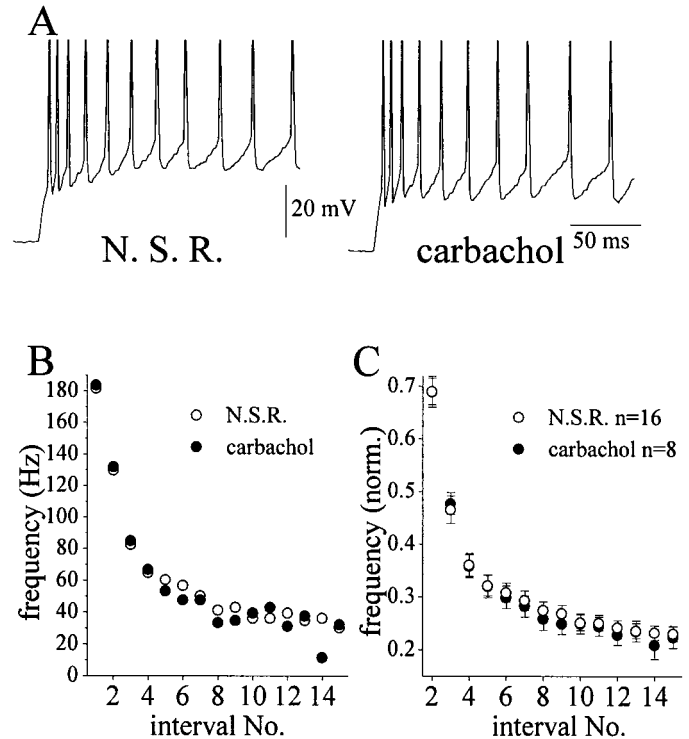 A
20 mV
N. S. R.
carbachol
50 ms
B
180
160
140
120
100
80
60
40
20
0
frequency (Hz)
N.S.R.
carbachol
2 4 6 8 10 12 14
interval No.
C
0.7
0.6
0.5
0.4
0.3
0.2
frequency (norm.)
N.S.R. n=16
carbachol n=8
2 4 6 8 10 12 14
interval No.